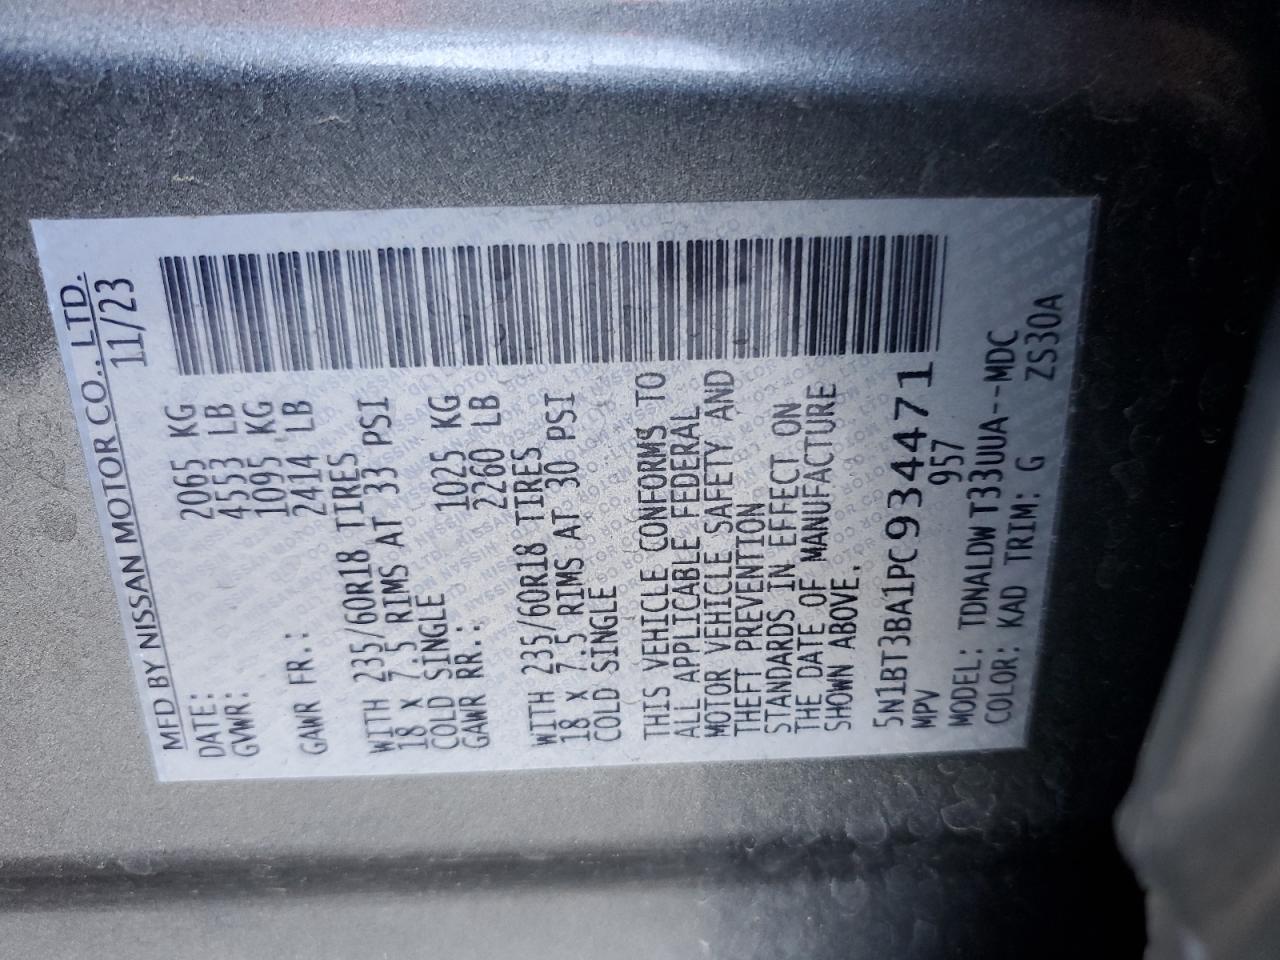 MFD BY NISSAN MOTOR CO., LTD.
DATE: 11/23
GVWR: 2065 KG
4553 LB
GAWR FR.: 1095 KG
2414 LB
WITH 235/60R18 TIRES
18 X 7.5 RIMS AT 33 PSI
COLD SINGLE
GAWR RR.: 1025 KG
2260 LB
WITH 235/60R18 TIRES
18 X 7.5 RIMS AT 30 PSI
COLD SINGLE
THIS VEHICLE CONFORMS TO
ALL APPLICABLE FEDERAL
MOTOR VEHICLE SAFETY AND
THEFT PREVENTION
STANDARDS IN EFFECT ON
THE DATE OF MANUFACTURE
SHOWN ABOVE.
5N1BT3BA1PC934471
MPV 957
MODEL: TDNALDWT33UUA--MDC
COLOR: KAD TRIM: G ZS30A